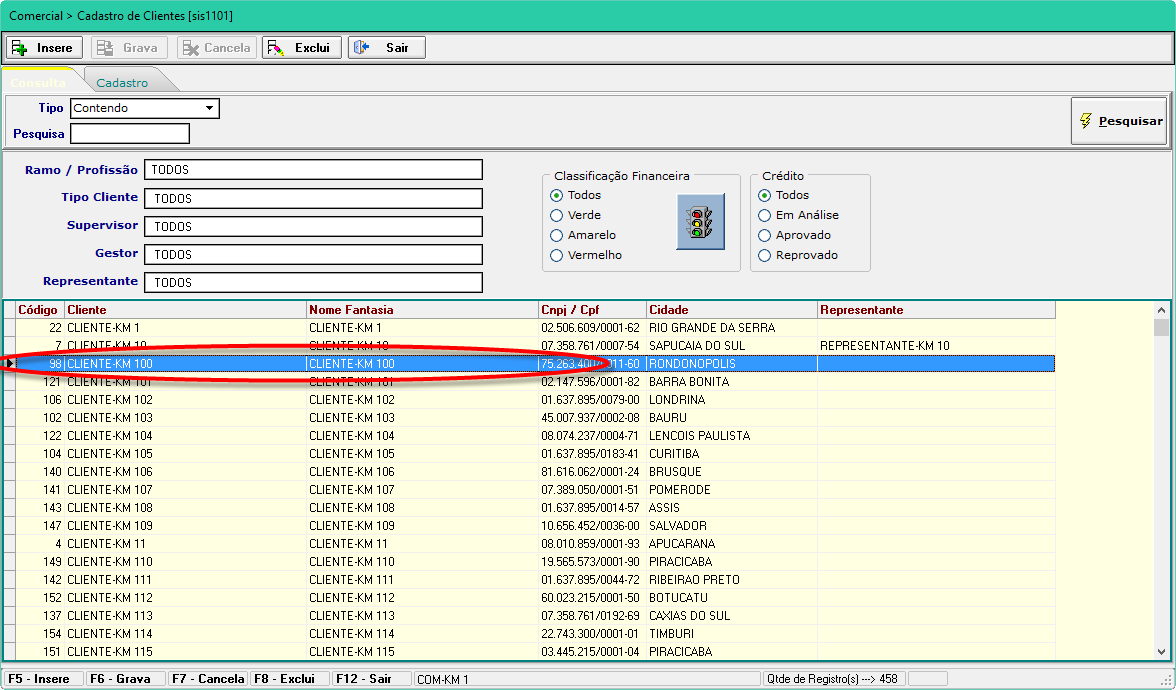 Comercial > Cadastro de Clientes [sis1101]
Insere Grava Cancela Exclui Sair
Consulta Cadastro
Tipo Contendo
Pesquisa
Pesquisar
Ramo / Profissão TODOS
Tipo Cliente TODOS
Supervisor TODOS
Gestor TODOS
Representante TODOS
Classificação Financeira
Todos
Verde
Amarelo
Vermelho
Crédito
Todos
Em Análise
Aprovado
Reprovado
Código Cliente Nome Fantasia Cnpj / Cpf Cidade Representante
22 CLIENTE-KM 1 CLIENTE-KM 1 02.506.609/0001-62 RIO GRANDE DA SERRA
7 CLIENTE-KM 10 CLIENTE-KM 10 07.358.761/0007-54 SAPUCAIA DO SUL REPRESENTANTE-KM 10
98 CLIENTE-KM 100 CLIENTE-KM 100 75.263.400/0011-60 RONDONOPOLIS
121 CLIENTE-KM 101 CLIENTE-KM 101 02.147.596/0001-82 BARRA BONITA
106 CLIENTE-KM 102 CLIENTE-KM 102 01.637.895/0079-00 LONDRINA
102 CLIENTE-KM 103 CLIENTE-KM 103 45.007.937/0002-08 BAURU
122 CLIENTE-KM 104 CLIENTE-KM 104 08.074.237/0004-71 LENCOIS PAULISTA
104 CLIENTE-KM 105 CLIENTE-KM 105 01.637.895/0183-41 CURITIBA
140 CLIENTE-KM 106 CLIENTE-KM 106 81.616.062/0001-24 BRUSQUE
141 CLIENTE-KM 107 CLIENTE-KM 107 07.389.050/0001-51 POMERODE
143 CLIENTE-KM 108 CLIENTE-KM 108 01.637.895/0014-57 ASSIS
147 CLIENTE-KM 109 CLIENTE-KM 109 10.656.452/0036-00 SALVADOR
4 CLIENTE-KM 11 CLIENTE-KM 11 08.010.859/0001-93 APUCARANA
149 CLIENTE-KM 110 CLIENTE-KM 110 19.565.573/0001-90 PIRACICABA
142 CLIENTE-KM 111 CLIENTE-KM 111 01.637.895/0044-72 RIBEIRAO PRETO
152 CLIENTE-KM 112 CLIENTE-KM 112 60.023.215/0001-50 BOTUCATU
137 CLIENTE-KM 113 CLIENTE-KM 113 07.358.761/0192-69 CAXIAS DO SUL
154 CLIENTE-KM 114 CLIENTE-KM 114 22.743.300/0001-01 TIMBURI
151 CLIENTE-KM 115 CLIENTE-KM 115 03.445.215/0001-04 PIRACICABA
F5 - Insere F6 - Grava F7 - Cancela F8 - Exclui F12 - Sair COM-KM 1 Qtde de Registro(s) ---> 458